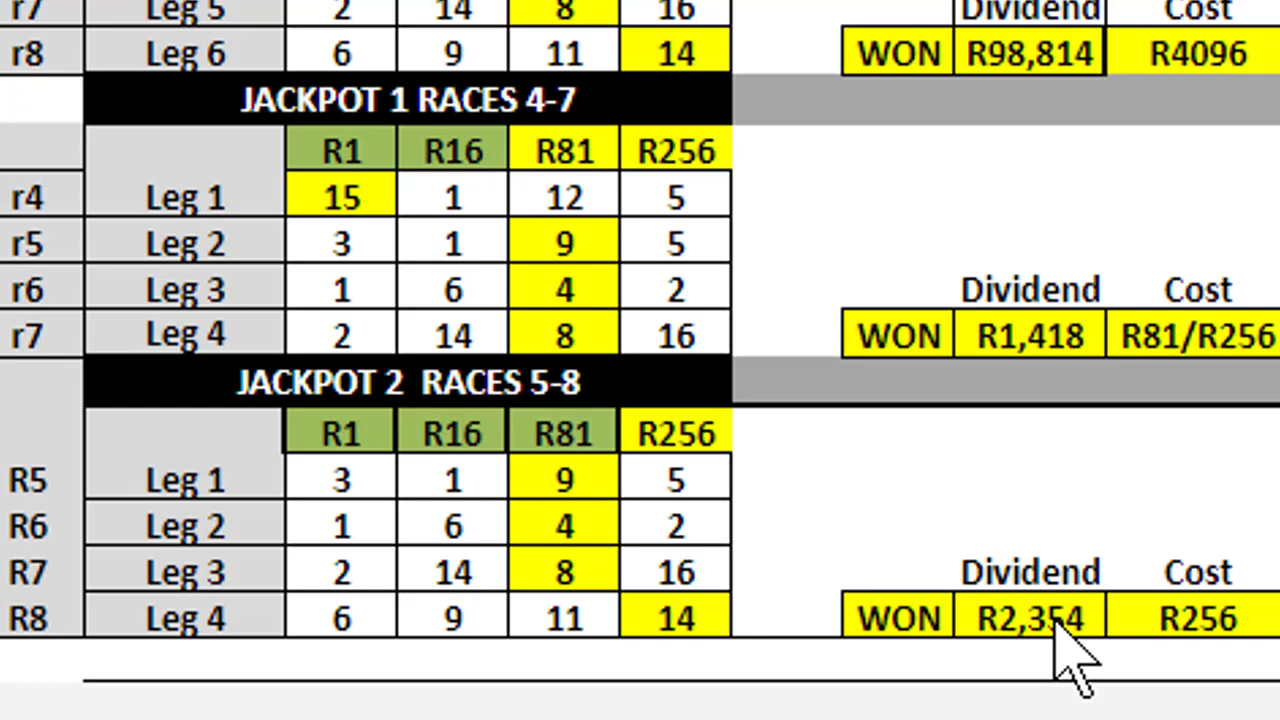 r7 Leg 5 2 14 8 16 Dividend Cost
r8 Leg 6 6 9 11 14 WON R98,814 R4096
JACKPOT 1 RACES 4-7
R1 R16 R81 R256
r4 Leg 1 15 1 12 5
r5 Leg 2 3 1 9 5
r6 Leg 3 1 6 4 2 Dividend Cost
r7 Leg 4 2 14 8 16 WON R1,418 R81/R256
JACKPOT 2 RACES 5-8
R1 R16 R81 R256
R5 Leg 1 3 1 9 5
R6 Leg 2 1 6 4 2
R7 Leg 3 2 14 8 16 Dividend Cost
R8 Leg 4 6 9 11 14 WON R2,354 R256